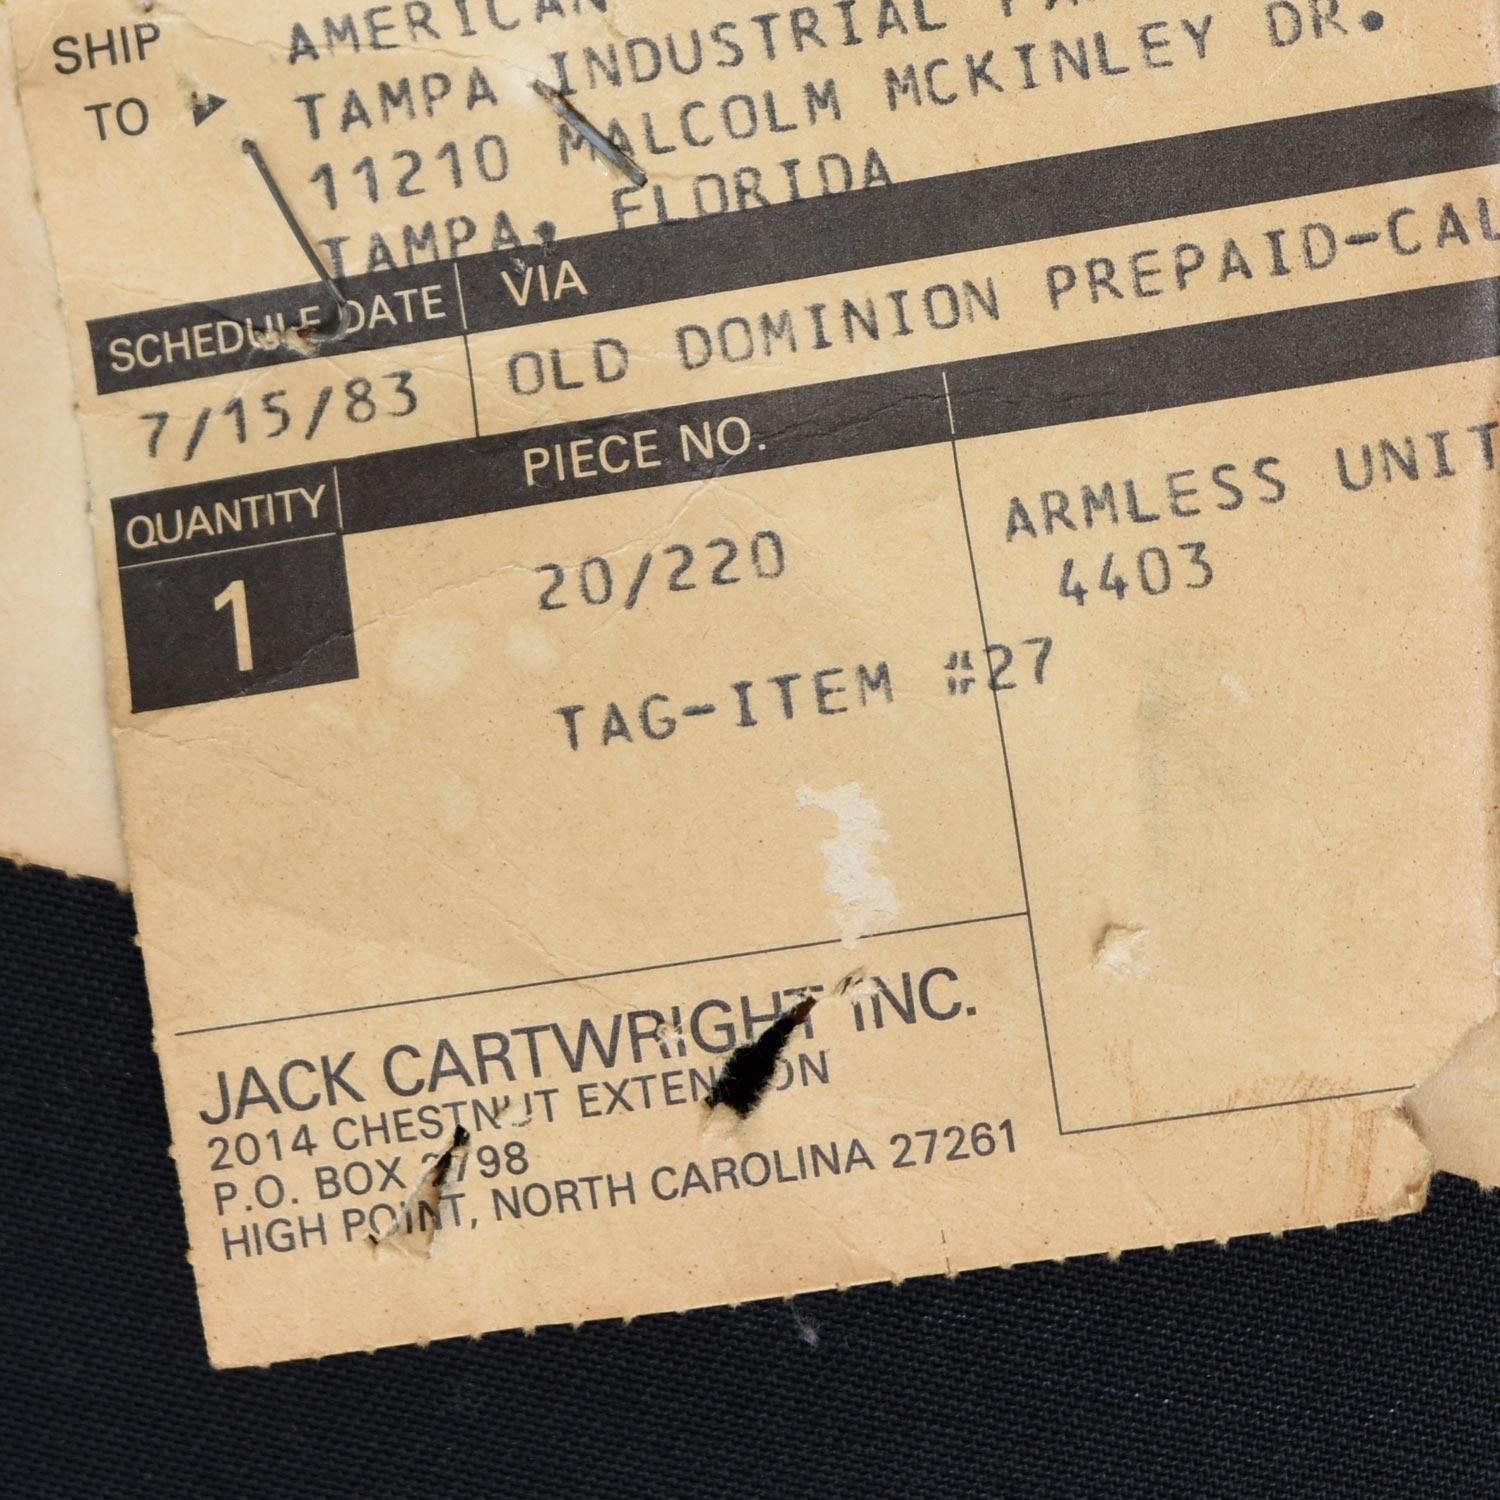 SHIP TO
AMERICAN
TAMPA INDUSTRIAL
11210 MALCOLM MCKINLEY DR.
TAMPA, FLORIDA
SCHEDULE DATE VIA
7/15/83 OLD DOMINION PREPAID-CAL
QUANTITY PIECE NO.
1 20/220 ARMLESS UNIT
4403
TAG-ITEM #27
JACK CARTWRIGHT INC.
2014 CHESTNUT EXTENSION
P.O. BOX
HIGH POINT, NORTH CAROLINA 27261